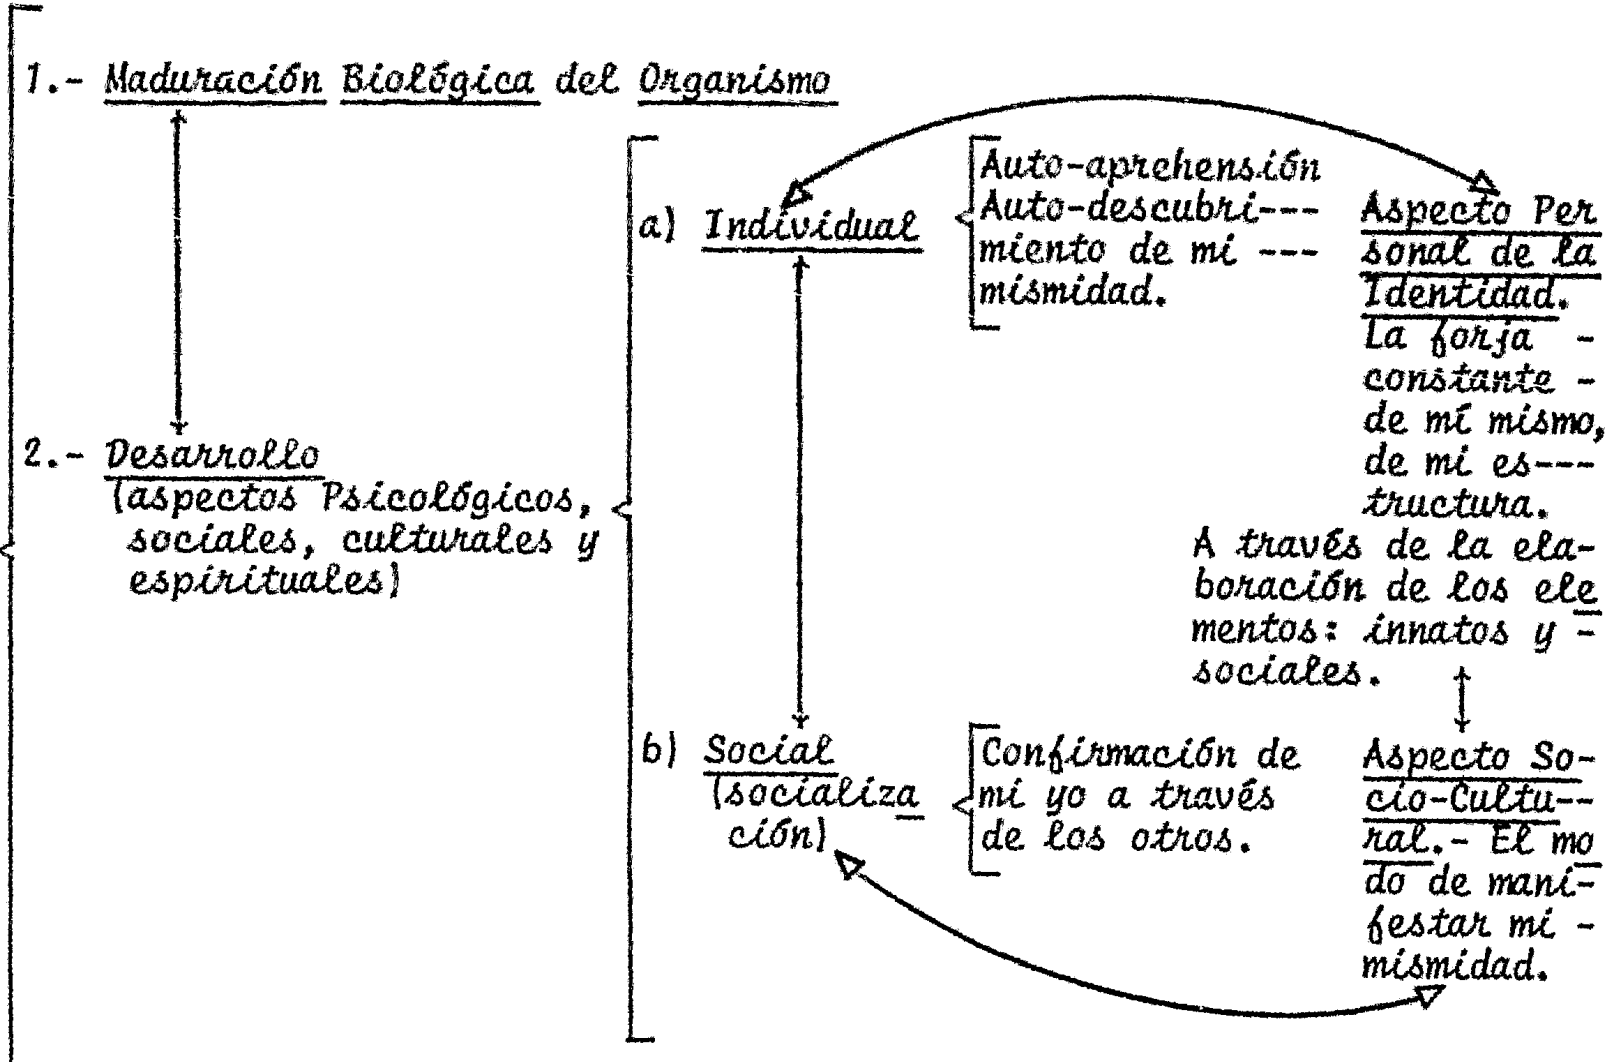 1.- Maduración Biológica del Organismo
2.- Desarrollo
(aspectos Psicológicos,
sociales, culturales y
espirituales)
a) Individual
Auto-aprehensión
Auto-descubri---
miento de mi ---
mismidad.
Aspecto Per
sonal de la
Identidad.
La forja -
constante -
de mí mismo,
de mi es---
tructura.
A través de la ela-
boración de los ele
mentos: innatos y -
sociales.
b) Social
(socializa
ción)
Confirmación de
mi yo a través
de los otros.
Aspecto So-
cio-Cultu--
ral.- El mo
do de mani-
festar mi -
mismidad.